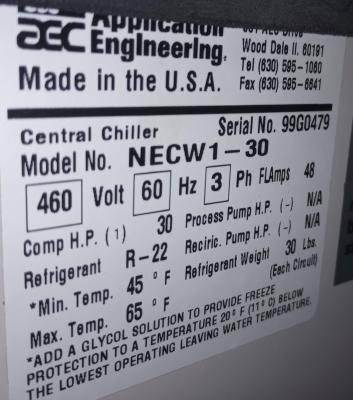 AEC Application
Engineering
Wood Dale Il. 60191
Tel (630) 595-1060
Fax (630) 595-6641
Made in the U.S.A.
Central Chiller Serial No. 99G0479
Model No. NECW1-30
460 Volt 60 Hz 3 Ph FLAmps 48
Comp H.P. (1) 30 Process Pump H.P. (-) N/A
Refrigerant R-22 Recirc. Pump H.P. (-) N/A
*Min. Temp. 45 °F Refrigerant Weight 30 Lbs.
Max. Temp. 65 °F (Each Circuit)
*ADD A GLYCOL SOLUTION TO PROVIDE FREEZE
PROTECTION TO A TEMPERATURE 20°F (11°C) BELOW
THE LOWEST OPERATING LEAVING WATER TEMPERATURE.